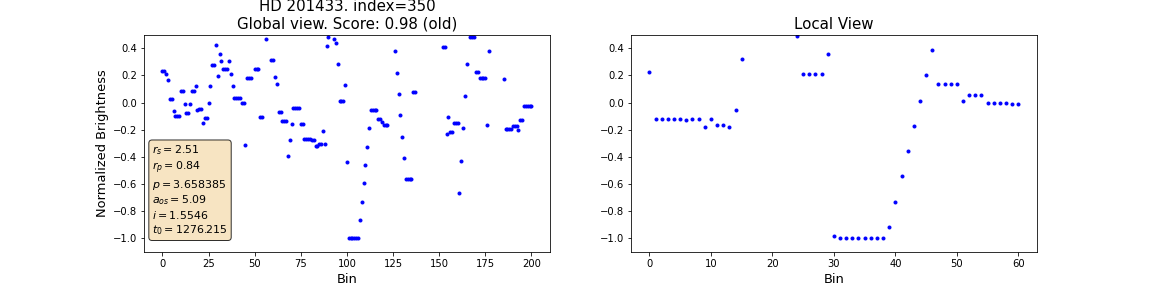 HD 201433. index=350
Global view. Score: 0.98 (old)
Normalized Brightness
0.4
0.2
0.0
−0.2
−0.4
−0.6
−0.8
−1.0
r_s = 2.51
r_p = 0.84
p = 3.658385
a_os = 5.09
i = 1.5546
t_0 = 1276.215
0 25 50 75 100 125 150 175 200
Bin
Local View
0.4
0.2
0.0
−0.2
−0.4
−0.6
−0.8
−1.0
0 10 20 30 40 50 60
Bin